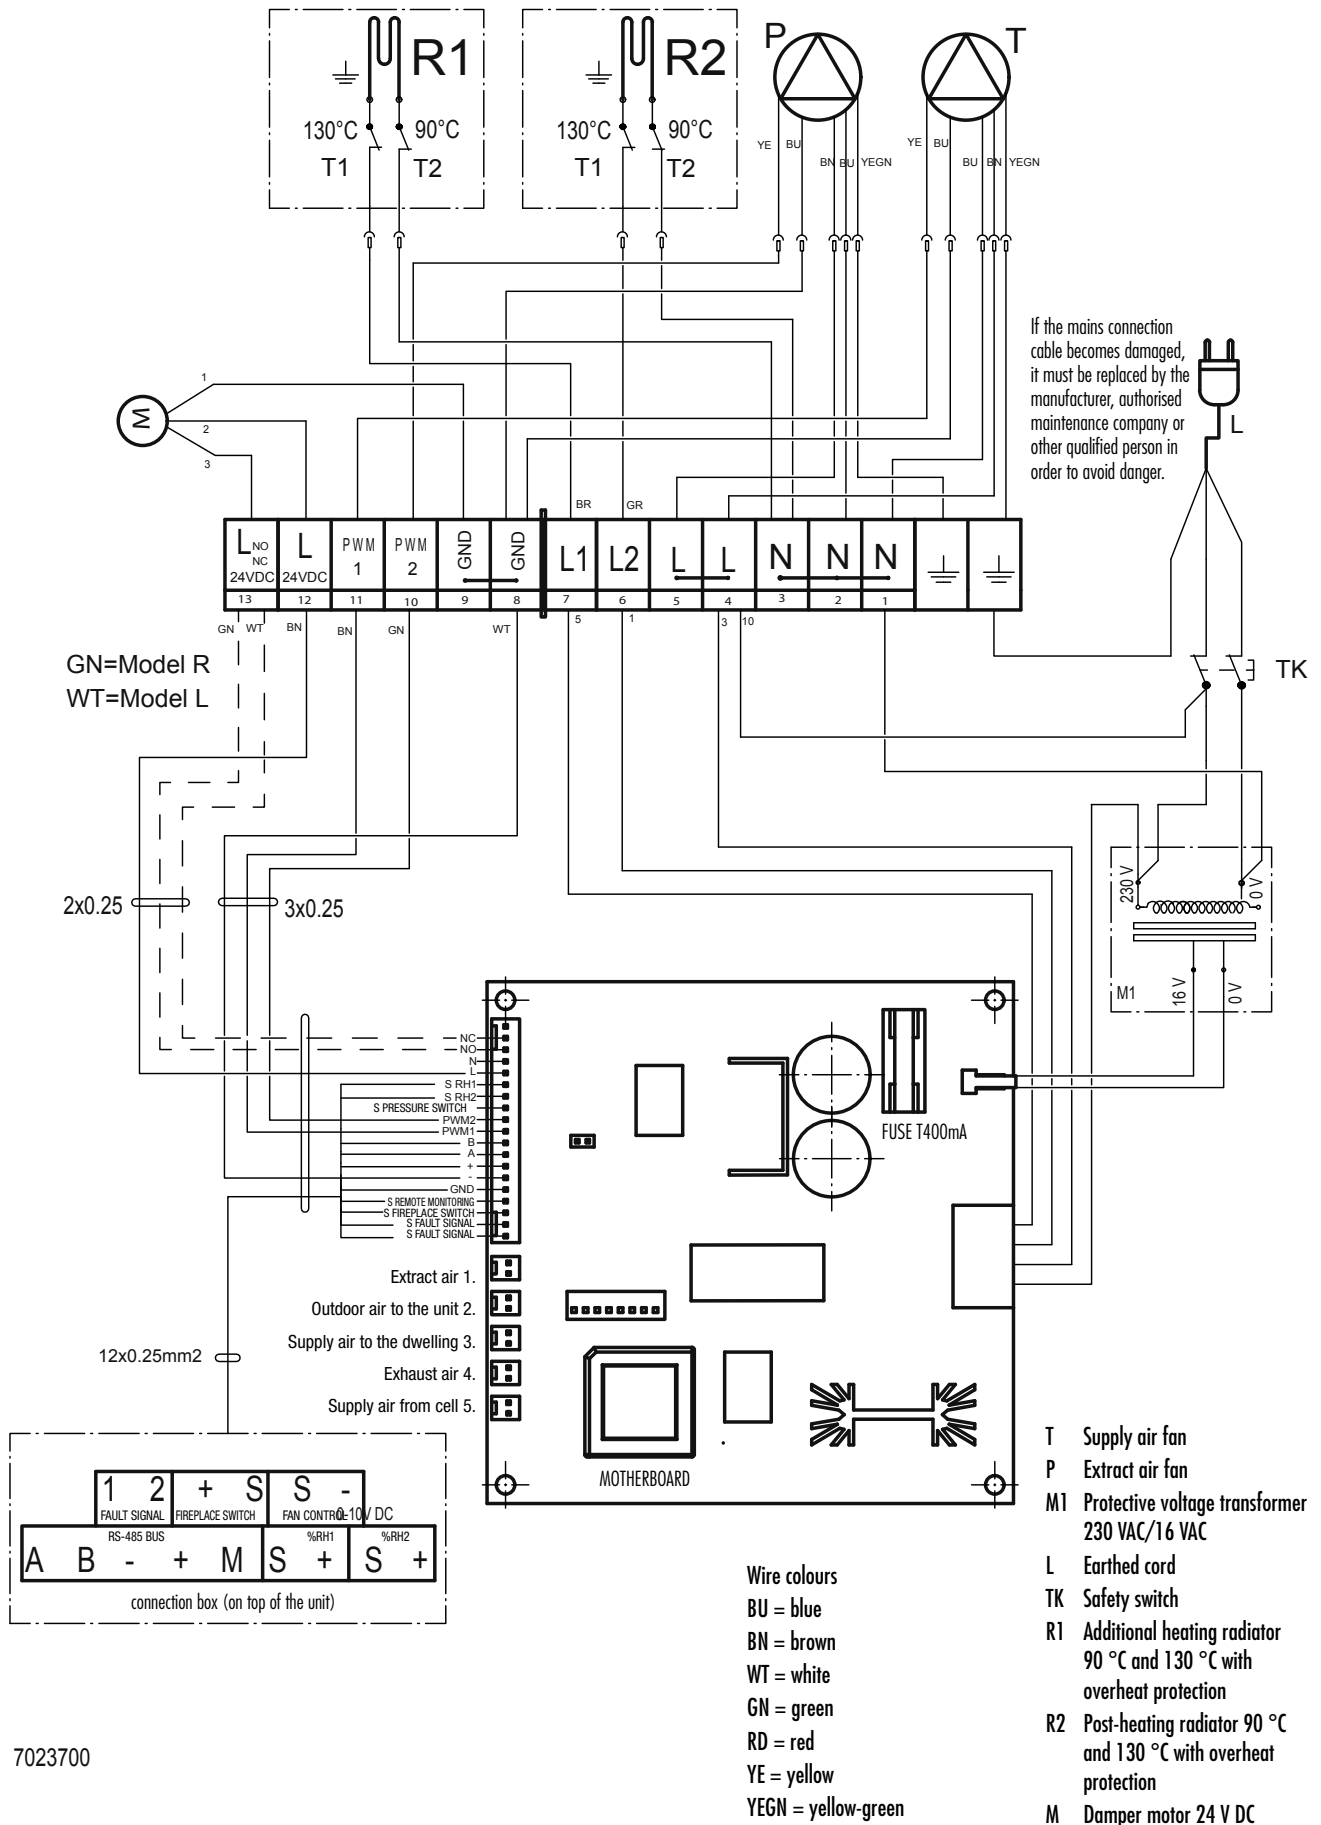 R1
R2
P
T
130°C
90°C
T1
T2
130°C
90°C
T1
T2
YE
BU
BN
BU
YEGN
YE
BU
BU
BN
YEGN
If the mains connection
cable becomes damaged,
it must be replaced by the
manufacturer, authorised
maintenance company or
other qualified person in
order to avoid danger.
L
M
1
2
3
BR
GR
L NO
NC
24VDC
L
24VDC
PWM
1
PWM
2
GND
GND
L1
L2
L
L
N
N
N
13
12
11
10
9
8
7
6
5
4
3
2
1
GN
WT
BN
BN
GN
WT
5
1
3
10
GN=Model R
WT=Model L
TK
2x0.25
3x0.25
230 V
0 V
M1
16 V
0 V
NC
NO
N
L
S RH1
S RH2
S PRESSURE SWITCH
PWM2
PWM1
B
A
+
-
GND
S REMOTE MONITORING
S FIREPLACE SWITCH
S FAULT SIGNAL
S FAULT SIGNAL
FUSE T400mA
Extract air 1.
Outdoor air to the unit 2.
Supply air to the dwelling 3.
Exhaust air 4.
Supply air from cell 5.
12x0.25mm2
MOTHERBOARD
1 2
FAULT SIGNAL
+ S
FIREPLACE SWITCH
S -
FAN CONTROL 0-10V DC
RS-485 BUS
A B - + M
%RH1
S +
%RH2
S +
connection box (on top of the unit)
T Supply air fan
P Extract air fan
M1 Protective voltage transformer
230 VAC/16 VAC
L Earthed cord
TK Safety switch
R1 Additional heating radiator
90 °C and 130 °C with
overheat protection
R2 Post-heating radiator 90 °C
and 130 °C with overheat
protection
M Damper motor 24 V DC
Wire colours
BU = blue
BN = brown
WT = white
GN = green
RD = red
YE = yellow
YEGN = yellow-green
7023700